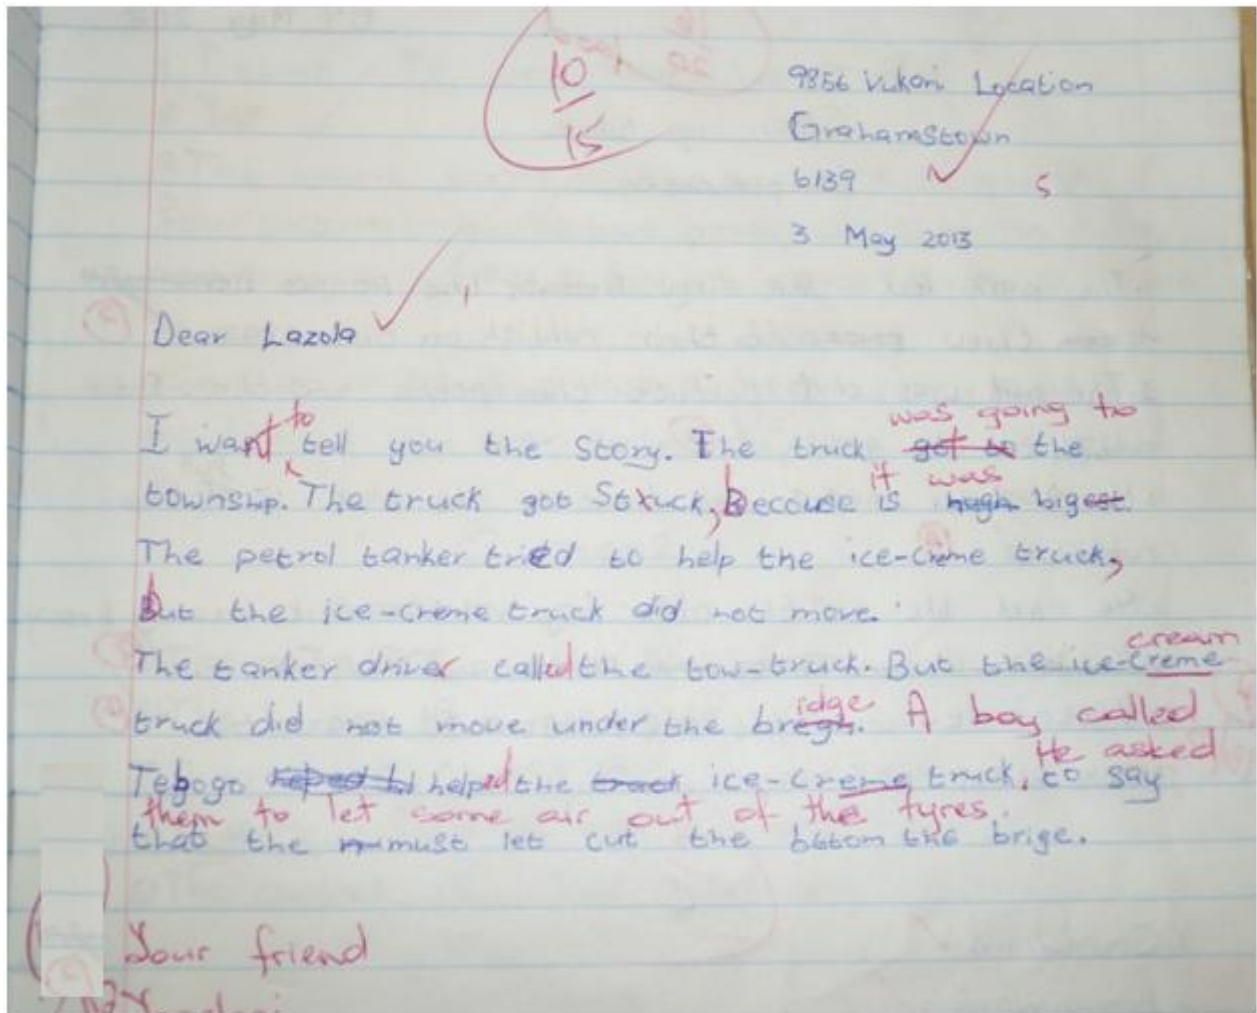 10
15
9856 Vukani Location
Grahamstown
6139
5
3 May 2013
Dear Lazola
to was going to
I want tell you the Story. The truck got to the
it was
township. The truck got Struck, Because is hugh bigest.
The petrol tanker tried to help the ice-creme truck,
But the ice-creme truck did not move.
cream
The tanker driver called the tow-truck. But the ice-creme
idge A boy called
truck did not move under the bregh.
He asked
Tebogo helped the truck ice-creme truck. to say
them to let some air out of the tyres.
that the must let cut the bottom the brige.
Your friend